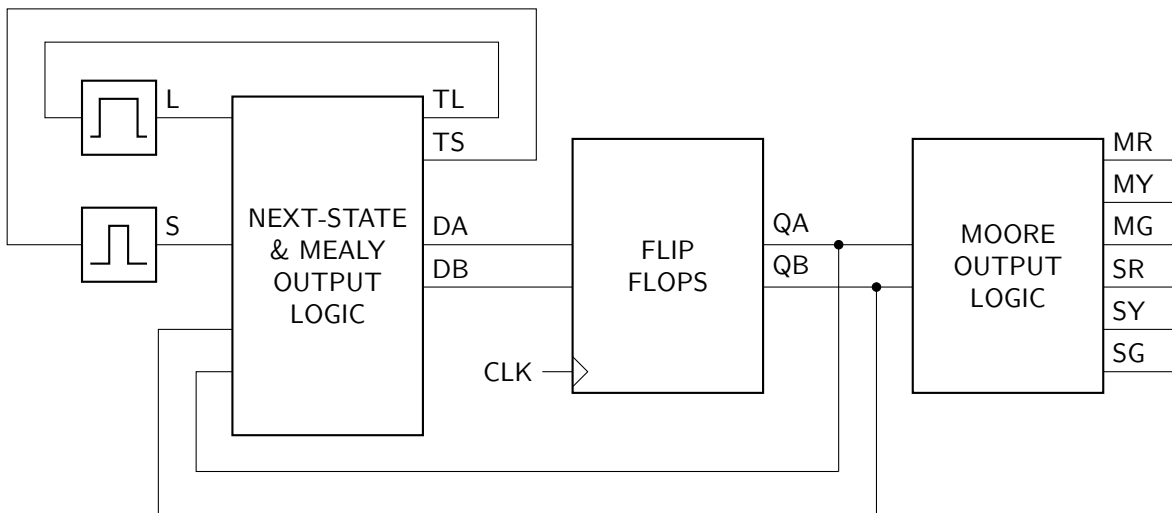 L
TL
TS
S
NEXT-STATE
& MEALY
OUTPUT
LOGIC
DA
DB
FLIP
FLOPS
CLK
QA
QB
MOORE
OUTPUT
LOGIC
MR
MY
MG
SR
SY
SG